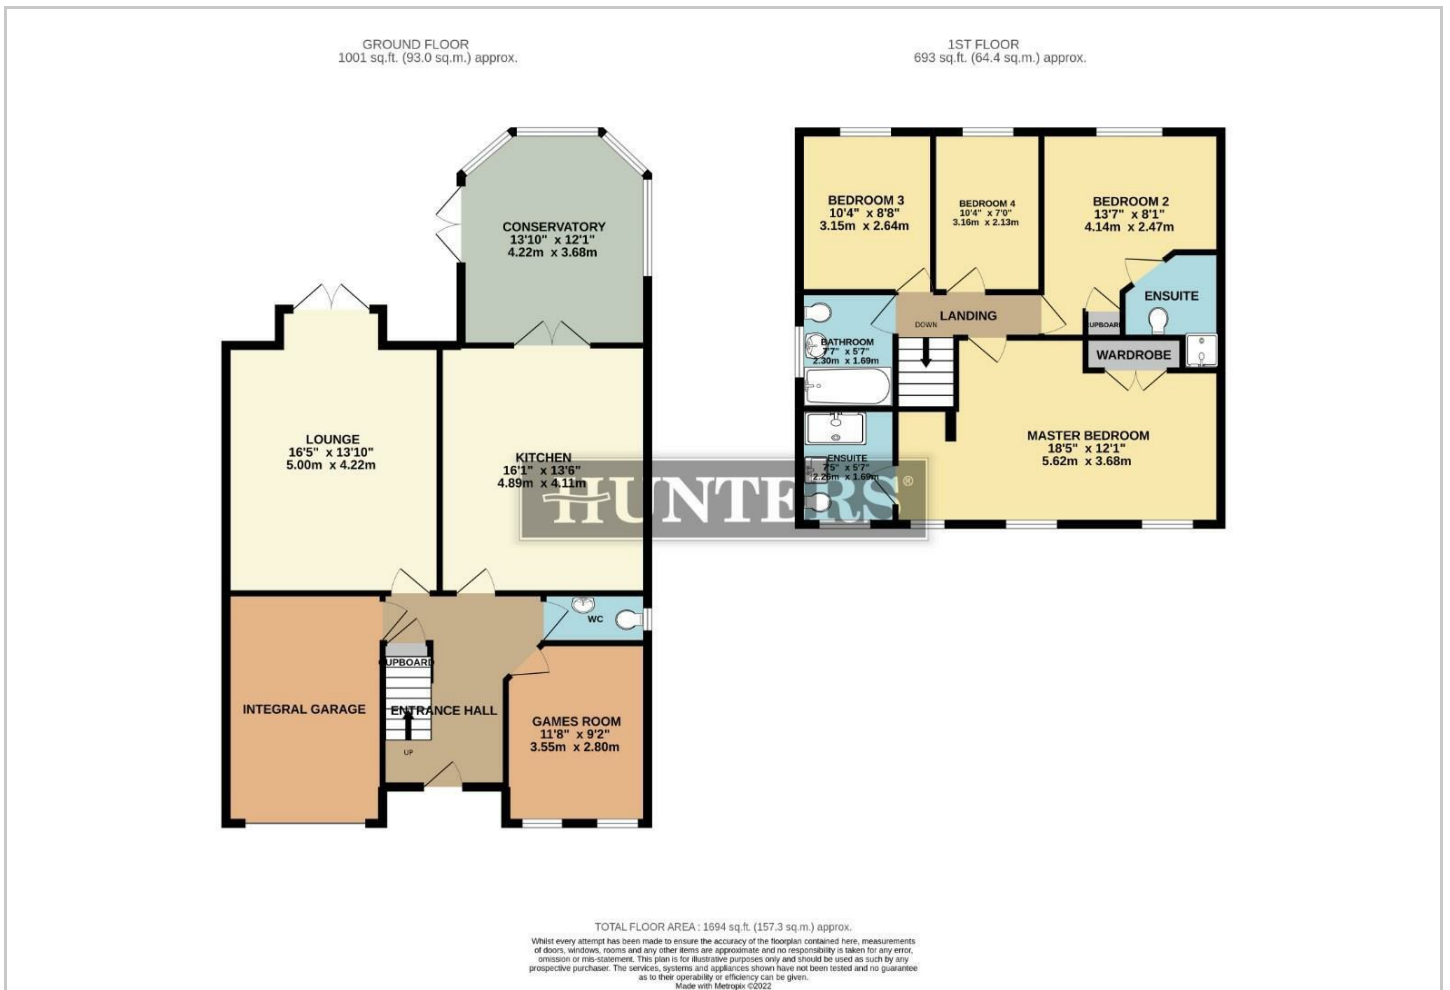 GROUND FLOOR
1001 sq.ft. (93.0 sq.m.) approx.
1ST FLOOR
693 sq.ft. (64.4 sq.m.) approx.
CONSERVATORY
13'10" x 12'1"
4.22m x 3.68m
LOUNGE
16'5" x 13'10"
5.00m x 4.22m
KITCHEN
16'1" x 13'6"
4.89m x 4.11m
WC
CUPBOARD
INTEGRAL GARAGE
ENTRANCE HALL
UP
GAMES ROOM
11'8" x 9'2"
3.55m x 2.80m
BEDROOM 3
10'4" x 8'8"
3.15m x 2.64m
BEDROOM 4
10'4" x 7'0"
3.16m x 2.13m
BEDROOM 2
13'7" x 8'1"
4.14m x 2.47m
ENSUITE
CUPBOARD
LANDING
DOWN
BATHROOM
7'7" x 5'7"
2.30m x 1.69m
WARDROBE
MASTER BEDROOM
18'5" x 12'1"
5.62m x 3.68m
ENSUITE
7'5" x 5'7"
2.26m x 1.69m
HUNTERS®
TOTAL FLOOR AREA : 1694 sq.ft. (157.3 sq.m.) approx.
Whilst every attempt has been made to ensure the accuracy of the floorplan contained here, measurements
of doors, windows, rooms and any other items are approximate and no responsibility is taken for any error,
omission or mis-statement. This plan is for illustrative purposes only and should be used as such by any
prospective purchaser. The services, systems and appliances shown have not been tested and no guarantee
as to their operability or efficiency can be given.
Made with Metropix ©2022